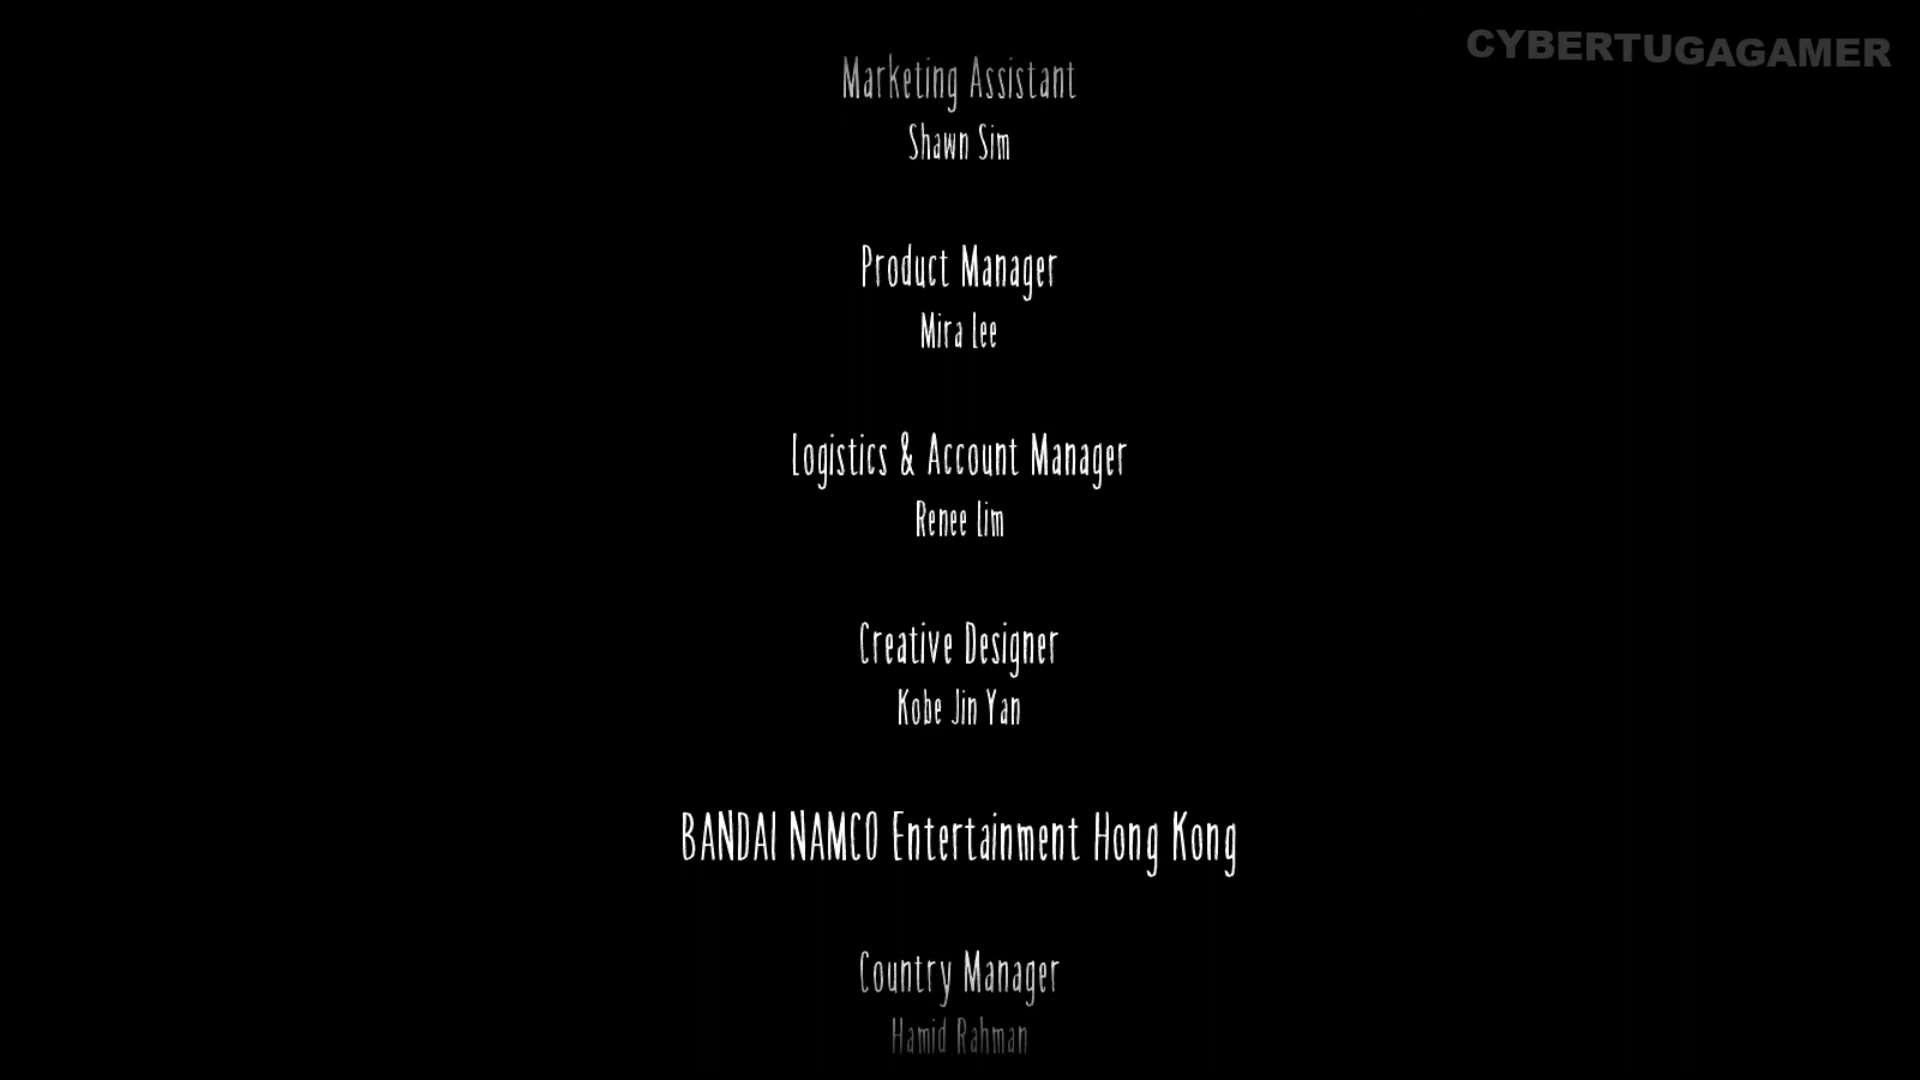 CYBERTUGAGAMER
Marketing Assistant
Shawn Sim
Product Manager
Mira Lee
Logistics & Account Manager
Renee Lim
Creative Designer
Kobe Jin Yan
BANDAI NAMCO Entertainment Hong Kong
Country Manager
Hamid Rahman